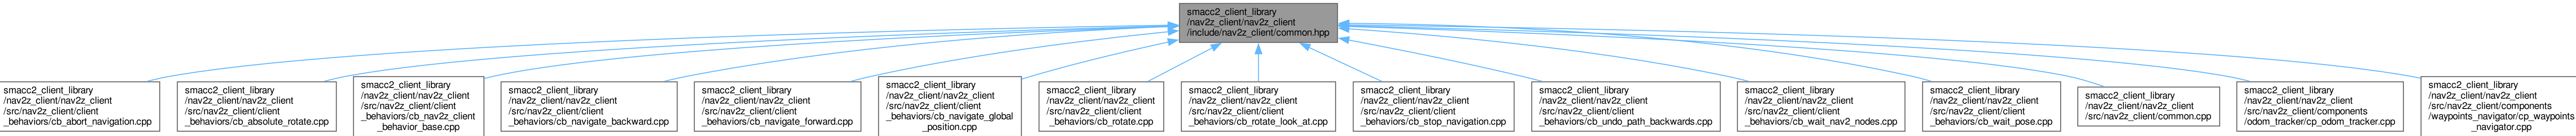 smacc2_client_library
/nav2z_client/nav2z_client
/include/nav2z_client/common.hpp
smacc2_client_library
/nav2z_client/nav2z_client
/src/nav2z_client/client
_behaviors/cb_abort_navigation.cpp
smacc2_client_library
/nav2z_client/nav2z_client
/src/nav2z_client/client
_behaviors/cb_absolute_rotate.cpp
smacc2_client_library
/nav2z_client/nav2z_client
/src/nav2z_client/client
_behaviors/cb_nav2z_client
_behavior_base.cpp
smacc2_client_library
/nav2z_client/nav2z_client
/src/nav2z_client/client
_behaviors/cb_navigate_backward.cpp
smacc2_client_library
/nav2z_client/nav2z_client
/src/nav2z_client/client
_behaviors/cb_navigate_forward.cpp
smacc2_client_library
/nav2z_client/nav2z_client
/src/nav2z_client/client
_behaviors/cb_navigate_global
_position.cpp
smacc2_client_library
/nav2z_client/nav2z_client
/src/nav2z_client/client
_behaviors/cb_rotate.cpp
smacc2_client_library
/nav2z_client/nav2z_client
/src/nav2z_client/client
_behaviors/cb_rotate_look_at.cpp
smacc2_client_library
/nav2z_client/nav2z_client
/src/nav2z_client/client
_behaviors/cb_stop_navigation.cpp
smacc2_client_library
/nav2z_client/nav2z_client
/src/nav2z_client/client
_behaviors/cb_undo_path_backwards.cpp
smacc2_client_library
/nav2z_client/nav2z_client
/src/nav2z_client/client
_behaviors/cb_wait_nav2_nodes.cpp
smacc2_client_library
/nav2z_client/nav2z_client
/src/nav2z_client/client
_behaviors/cb_wait_pose.cpp
smacc2_client_library
/nav2z_client/nav2z_client
/src/nav2z_client/common.cpp
smacc2_client_library
/nav2z_client/nav2z_client
/src/nav2z_client/components
/odom_tracker/cp_odom_tracker.cpp
smacc2_client_library
/nav2z_client/nav2z_client
/src/nav2z_client/components
/waypoints_navigator/cp_waypoints
_navigator.cpp